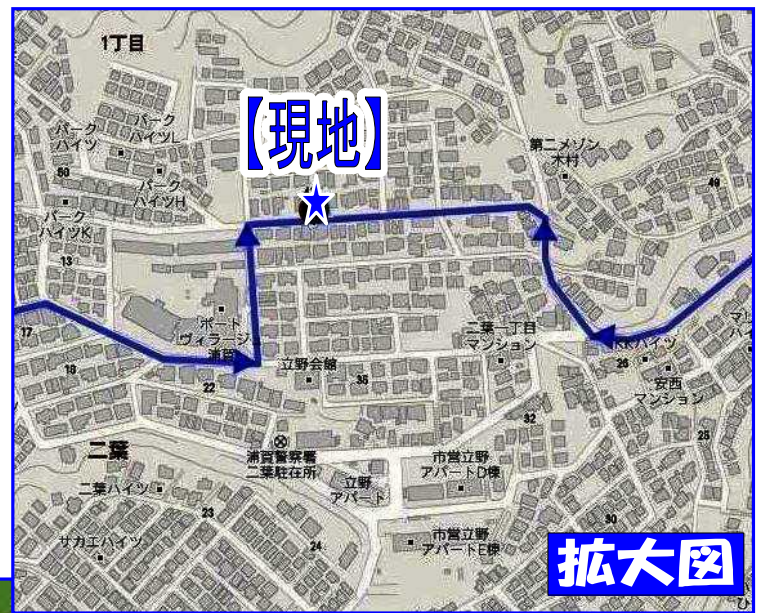 1丁目
【現地】
パーク
ハイツ
パーク
ハイツL
60
パーク
ハイツH
パーク
ハイツK
13
第二メゾン
木村
49
17
18
ポート
ヴィラージュ
浦賀
22
立野会館
35
二葉一丁目
マンション
KKハイツ
26
安西
マンション
32
25
二葉
浦賀警察署
二葉駐在所
立野
アパート
市営立野
アパートD棟
二葉ハイツ
23
サカエハイツ
24
市営立野
アパートE棟
30
拡大図